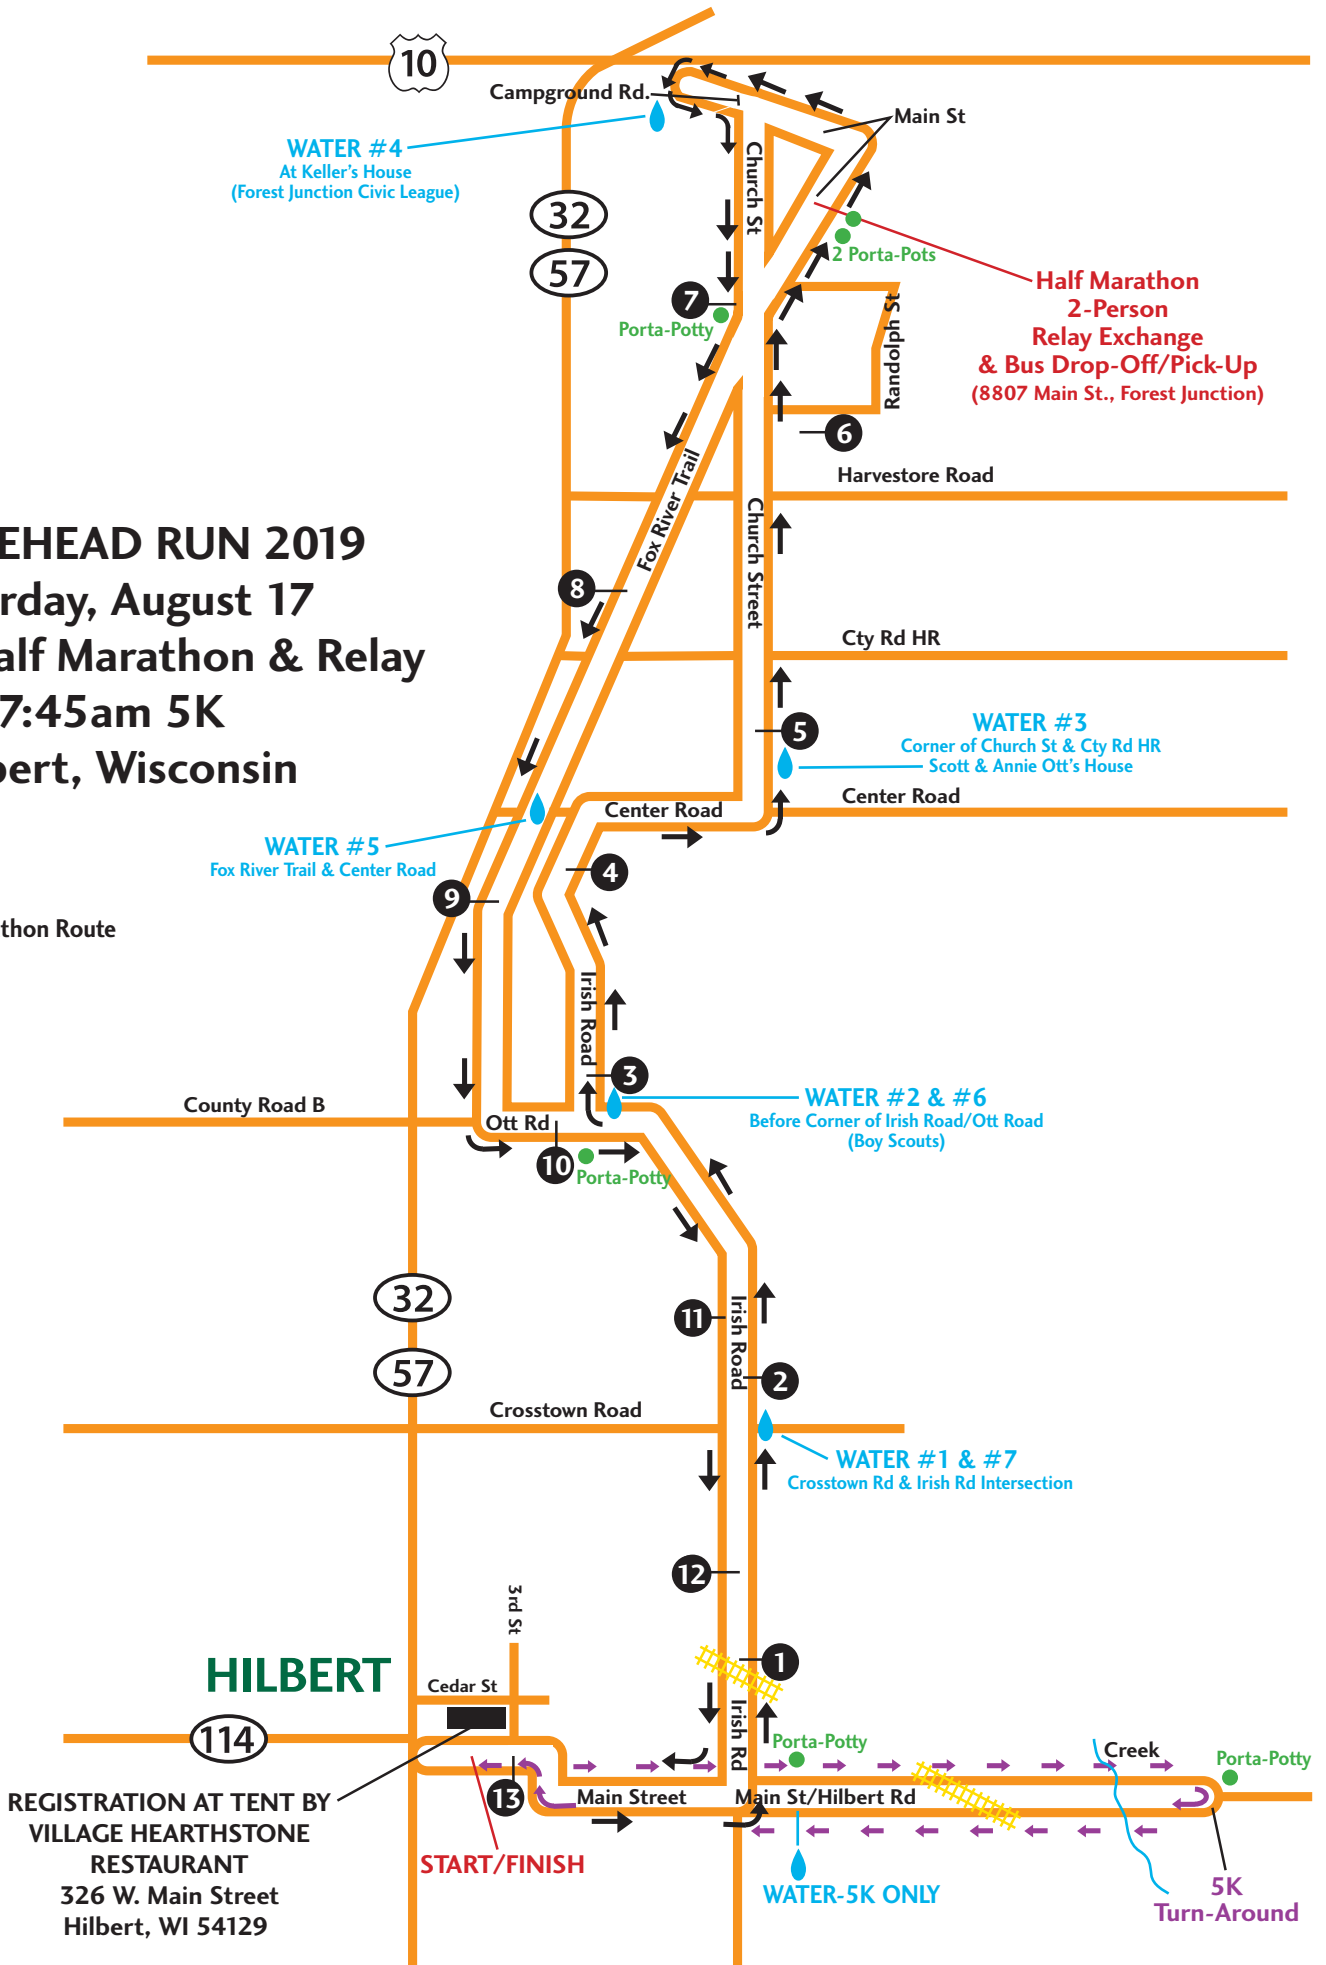 10
Campground Rd.
Main St
WATER #4
At Keller's House
(Forest Junction Civic League)
Church St
32
57
2 Porta-Pots
7
Porta-Potty
Randolph St
Half Marathon
2-Person
Relay Exchange
& Bus Drop-Off/Pick-Up
(8807 Main St., Forest Junction)
6
Harvestore Road
Fox River Trail
Church Street
EHEAD RUN 2019
rday, August 17
alf Marathon & Relay
7:45am 5K
bert, Wisconsin
8
Cty Rd HR
5
WATER #3
Corner of Church St & Cty Rd HR
Scott & Annie Ott's House
Center Road
Center Road
WATER #5
Fox River Trail & Center Road
4
9
thon Route
Irish Road
3
County Road B
Ott Rd
WATER #2 & #6
Before Corner of Irish Road/Ott Road
(Boy Scouts)
10
Porta-Potty
32
11
Irish Road
57
2
Crosstown Road
WATER #1 & #7
Crosstown Rd & Irish Rd Intersection
12
3rd St
HILBERT
1
Cedar St
114
Irish Rd
Porta-Potty
Creek
Porta-Potty
13
Main Street
Main St/Hilbert Rd
REGISTRATION AT TENT BY
VILLAGE HEARTHSTONE
RESTAURANT
326 W. Main Street
Hilbert, WI 54129
START/FINISH
WATER-5K ONLY
5K
Turn-Around